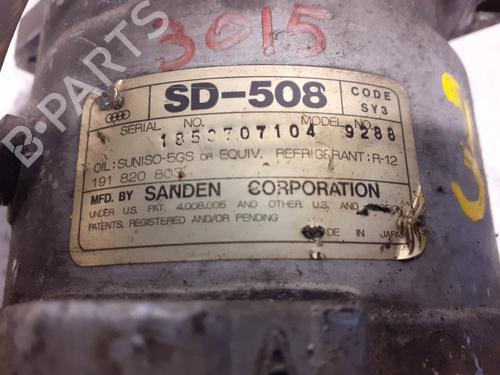 3015
SD-508
CODE
SY3
SERIAL NO. MODEL NO.
1853707104 9288
OIL: SUNISO-5GS OR EQUIV. REFRIGERANT: R-12
191 820 803
MFD. BY SANDEN CORPORATION
UNDER U.S. PAT. 4,008,005 AND OTHER U.S. AND
PATENTS, REGISTERED AND/OR PENDING
MADE IN JAPAN
B-PARTS